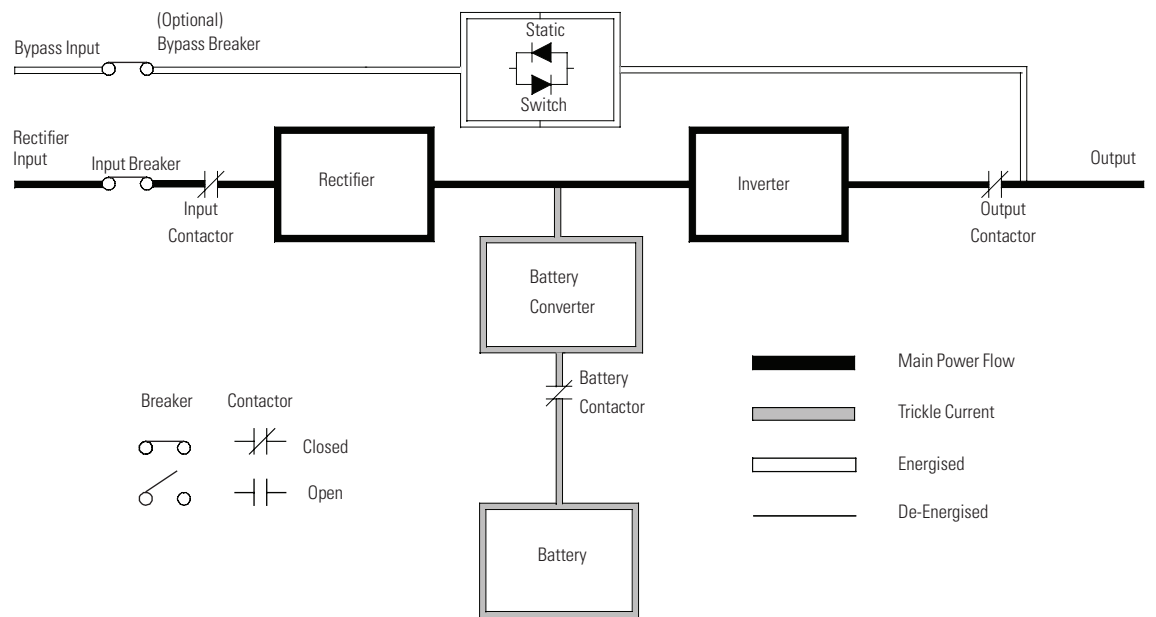 (Optional)
Bypass Breaker
Bypass Input
Static
Switch
Rectifier
Input
Input Breaker
Input
Contactor
Rectifier
Inverter
Output
Contactor
Output
Battery
Converter
Battery
Contactor
Battery
Breaker
Contactor
Closed
Open
Main Power Flow
Trickle Current
Energised
De-Energised